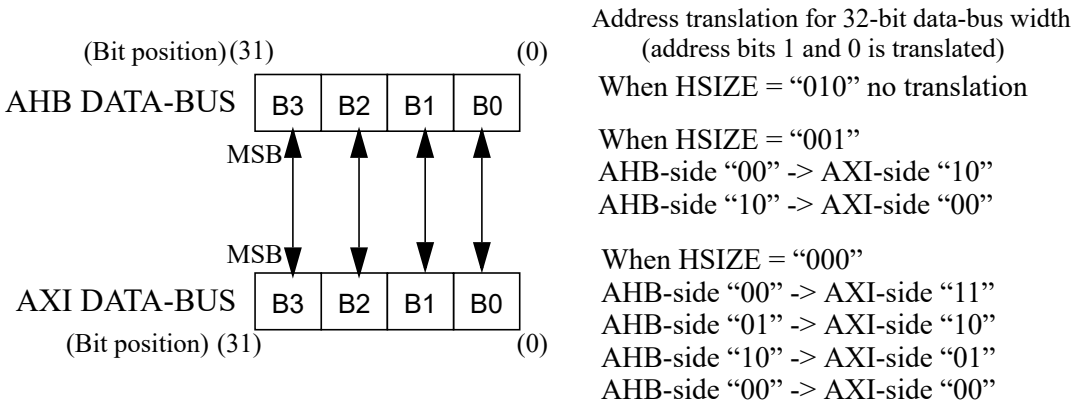 (Bit position) (31) (0)
AHB DATA-BUS B3 B2 B1 B0
MSB
MSB
AXI DATA-BUS B3 B2 B1 B0
(Bit position) (31) (0)
Address translation for 32-bit data-bus width
(address bits 1 and 0 is translated)
When HSIZE = “010” no translation
When HSIZE = “001”
AHB-side “00” -> AXI-side “10”
AHB-side “10” -> AXI-side “00”
When HSIZE = “000”
AHB-side “00” -> AXI-side “11”
AHB-side “01” -> AXI-side “10”
AHB-side “10” -> AXI-side “01”
AHB-side “00” -> AXI-side “00”